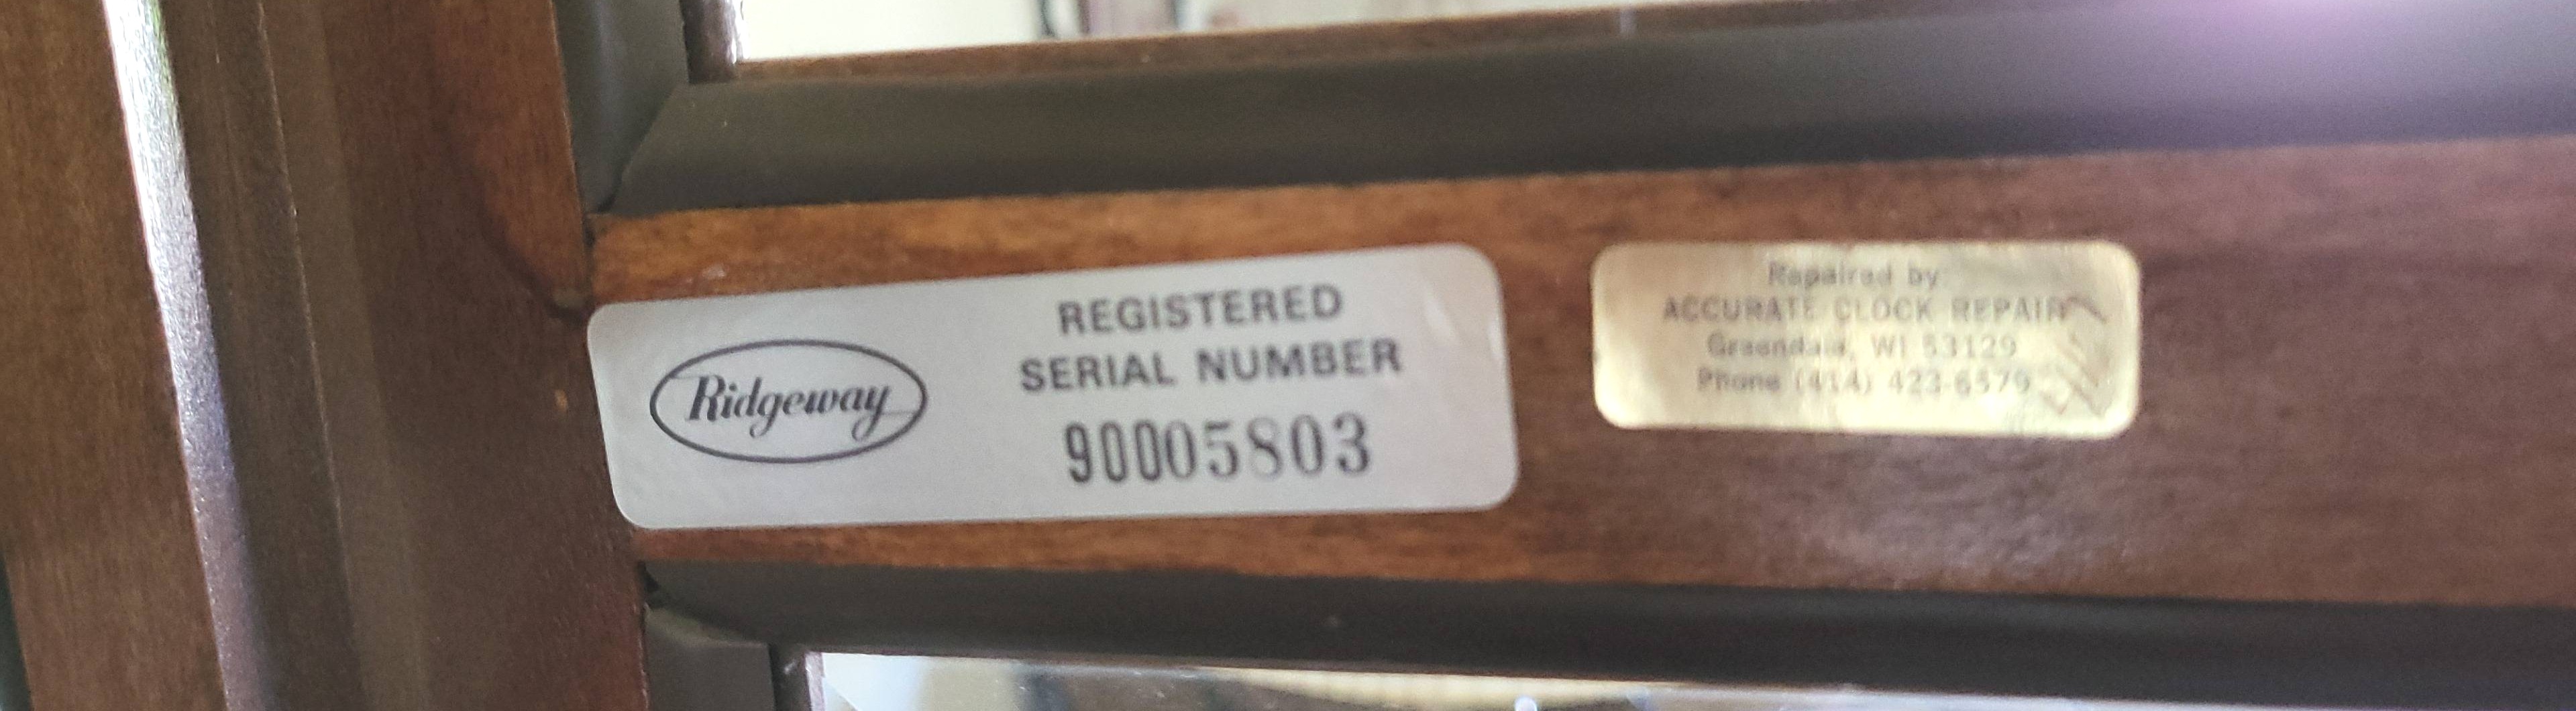 Ridgeway
REGISTERED
SERIAL NUMBER
90005803
Repaired by
ACCURATE CLOCK REPAIR
Greendale, WI 53129
Phone (414) 423-6579